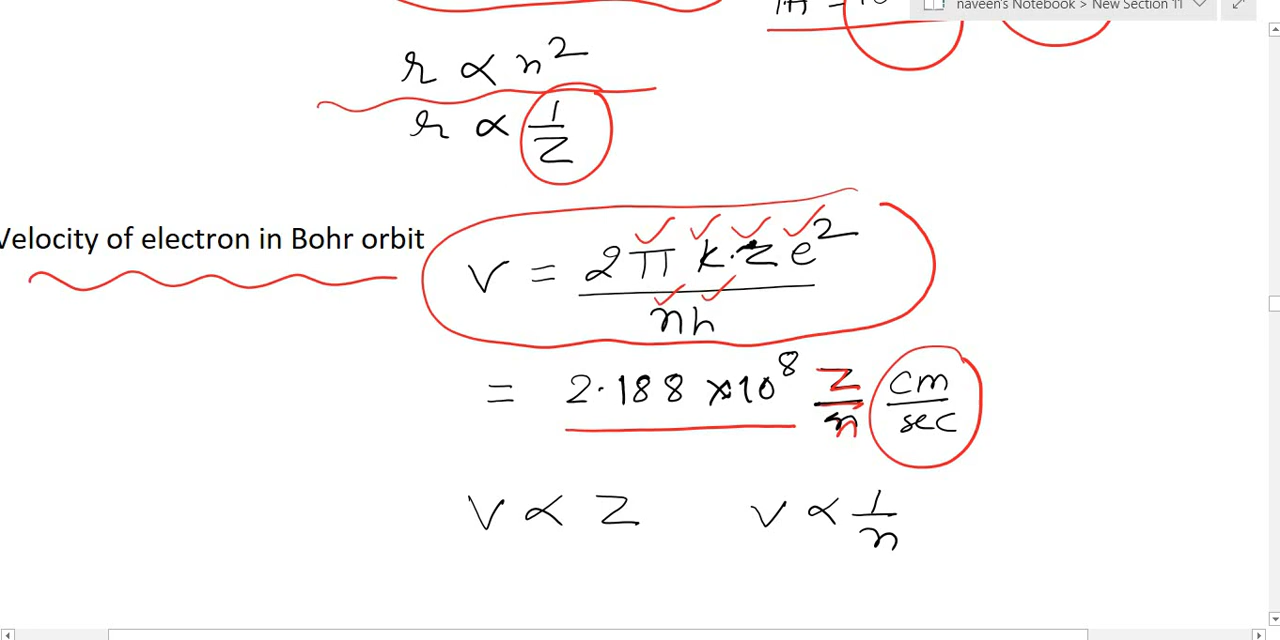 naveen's Notebook > New Section 11
r ∝ n²
r ∝ 1/Z
Velocity of electron in Bohr orbit
V = 2π k·Ze² / nh
= 2.188 ×10⁸ Z/n cm/sec
V ∝ Z V ∝ 1/n